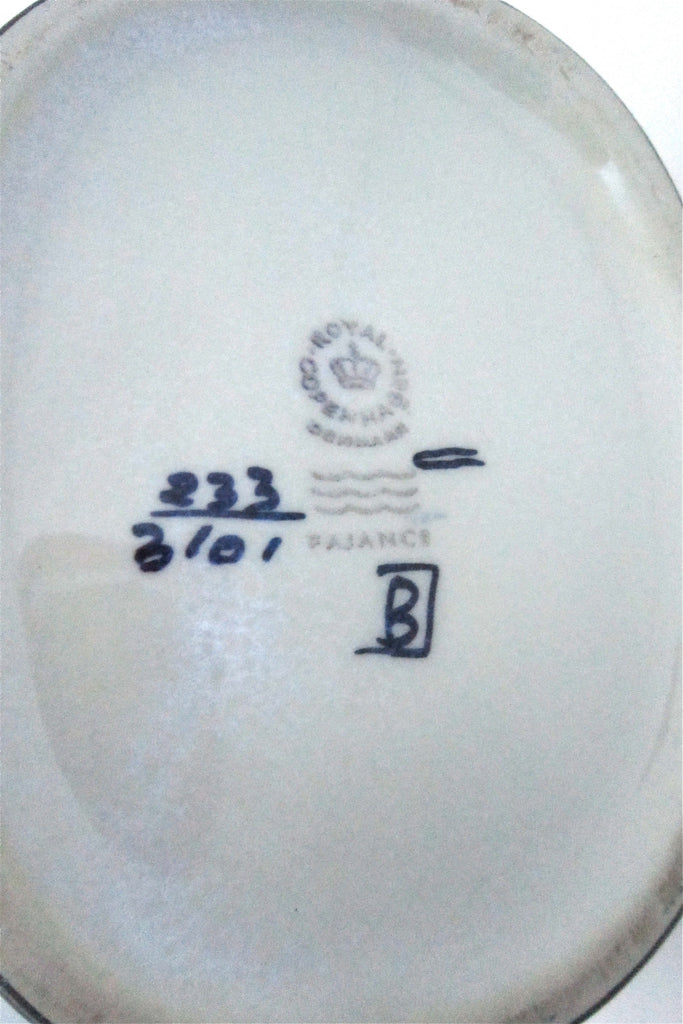 ROYAL COPENHAGEN
DENMARK
233
3101
FAJANCE
B